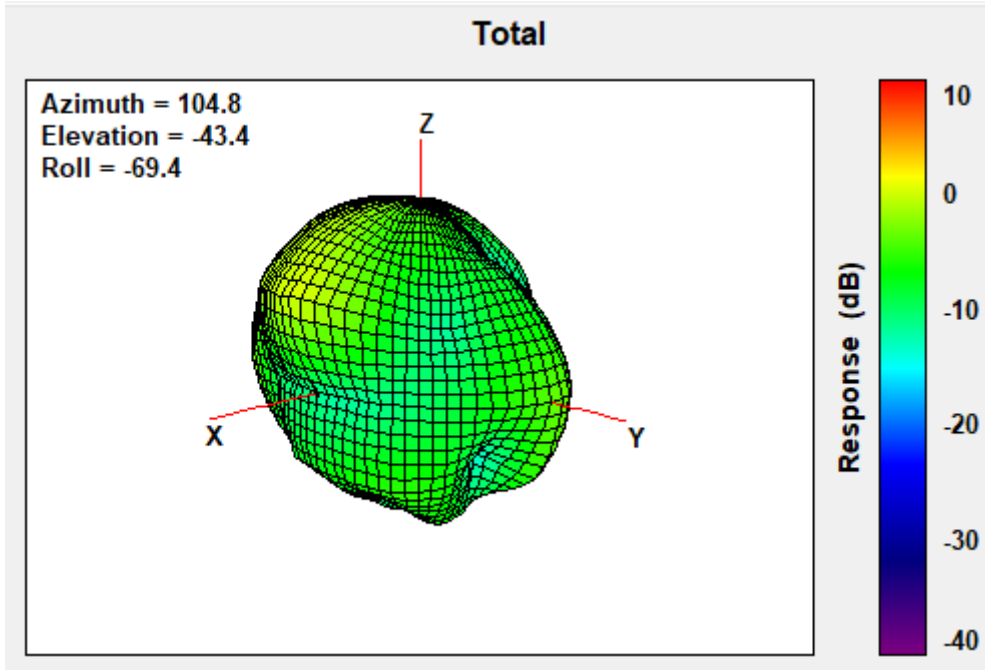 Total
Azimuth = 104.8
Elevation = -43.4
Roll = -69.4
Z
X
Y
10
0
-10
-20
-30
-40
Response (dB)